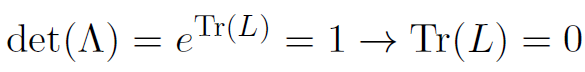 det(Λ) = e^{Tr(L)} = 1 → Tr(L) = 0